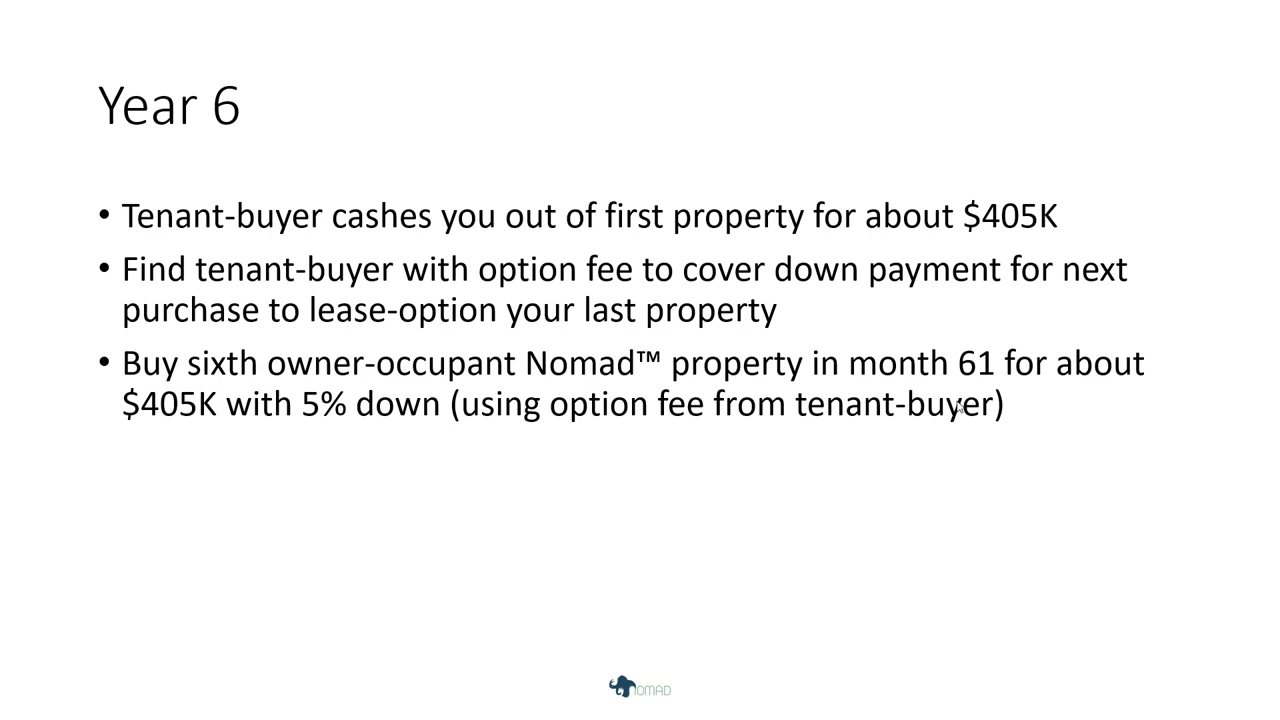 Year 6
• Tenant-buyer cashes you out of first property for about $405K
• Find tenant-buyer with option fee to cover down payment for next
purchase to lease-option your last property
• Buy sixth owner-occupant Nomad™ property in month 61 for about
$405K with 5% down (using option fee from tenant-buyer)
NOMAD